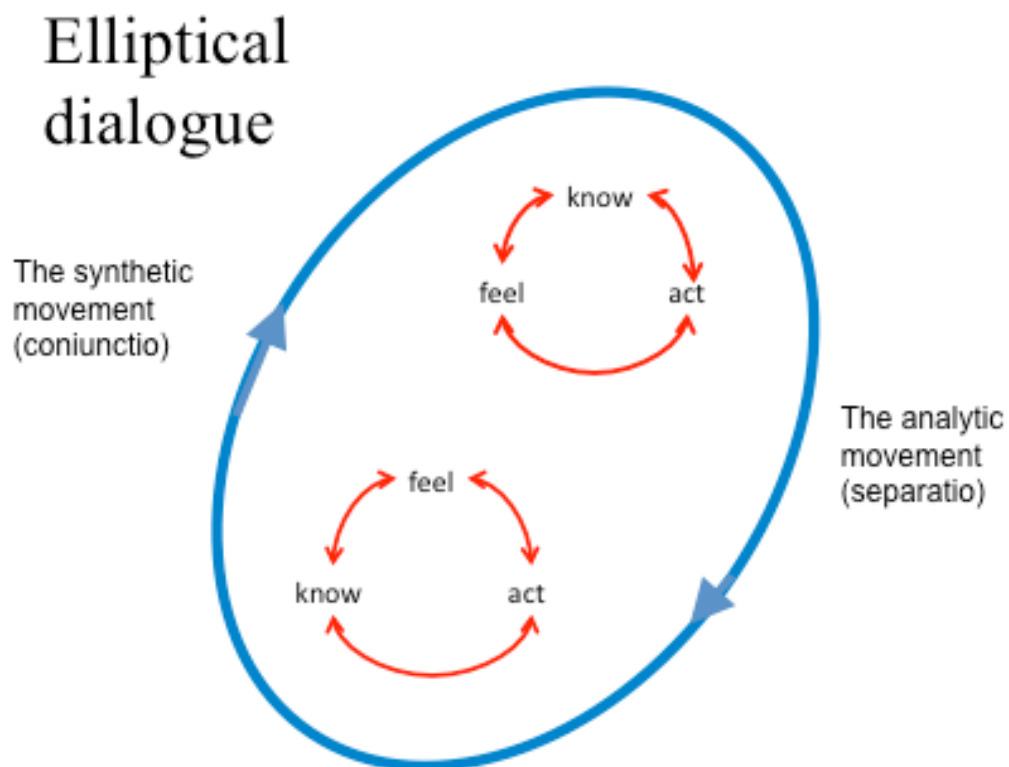 Elliptical
dialogue
know
The synthetic
movement
(coniunctio)
feel
act
The analytic
movement
(separatio)
feel
know
act